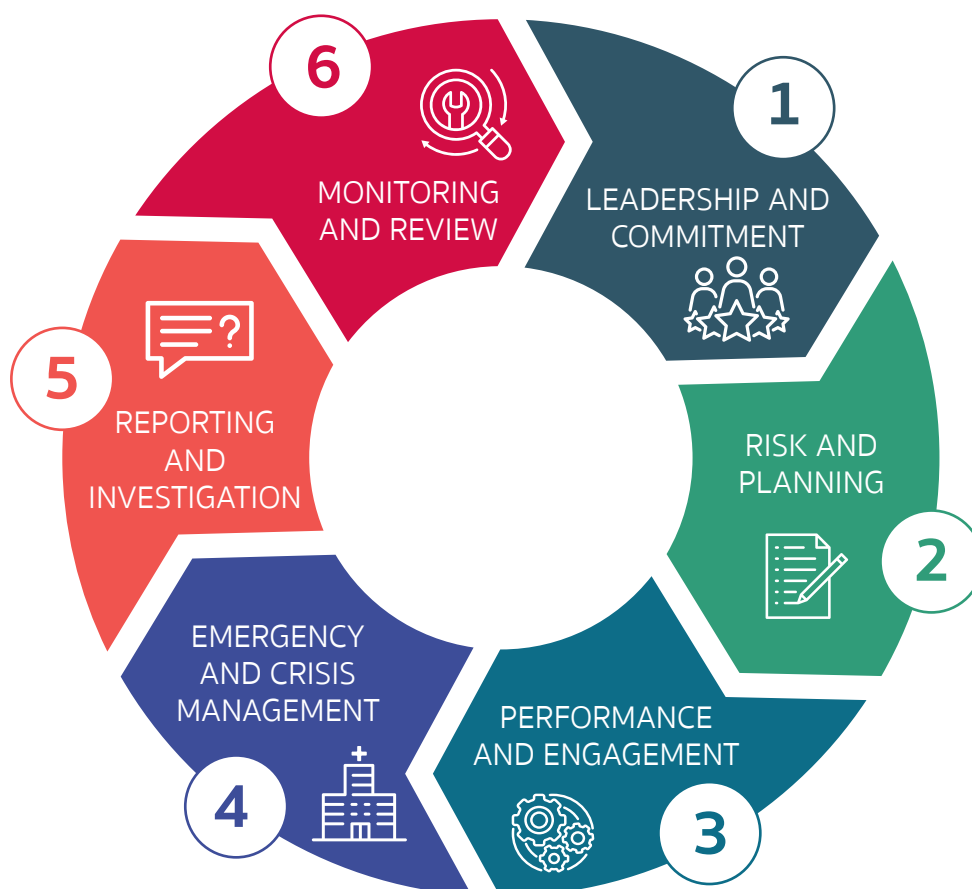 1
LEADERSHIP AND
COMMITMENT
2
RISK AND
PLANNING
3
PERFORMANCE
AND ENGAGEMENT
4
EMERGENCY
AND CRISIS
MANAGEMENT
5
?
REPORTING
AND
INVESTIGATION
6
MONITORING
AND REVIEW